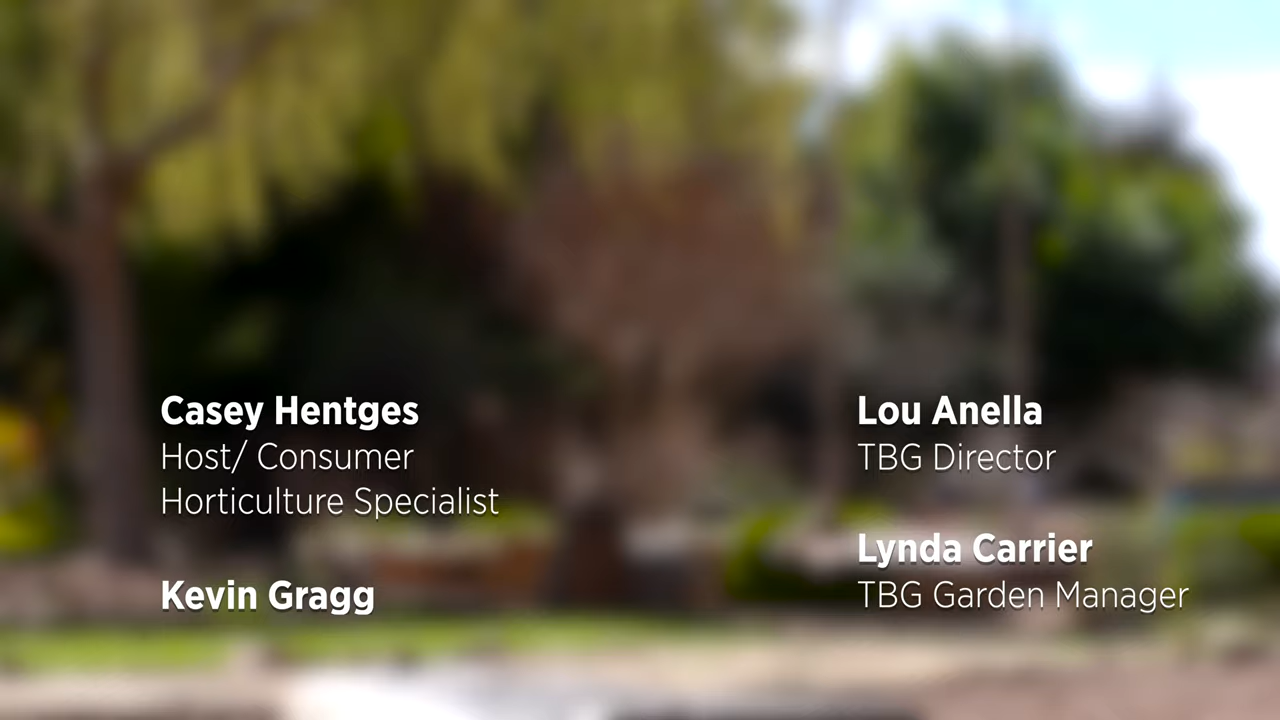 Casey Hentges
Host/ Consumer
Horticulture Specialist
Kevin Gragg
Lou Anella
TBG Director
Lynda Carrier
TBG Garden Manager